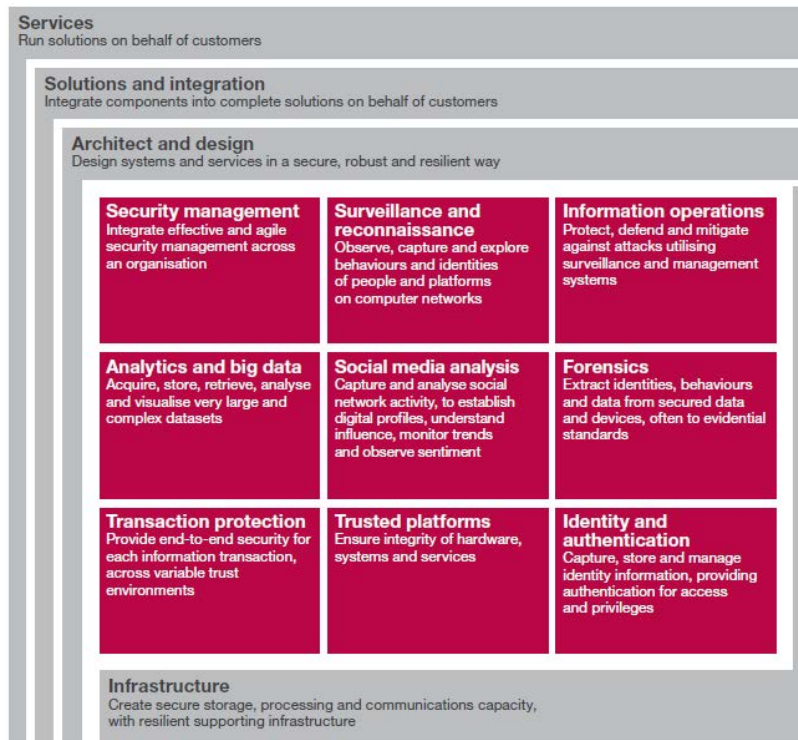 Services
Run solutions on behalf of customers
Solutions and integration
Integrate components into complete solutions on behalf of customers
Architect and design
Design systems and services in a secure, robust and resilient way
Security management
Integrate effective and agile
security management across
an organisation
Surveillance and
reconnaissance
Observe, capture and explore
behaviours and identities
of people and platforms
on computer networks
Information operations
Protect, defend and mitigate
against attacks utilising
surveillance and management
systems
Analytics and big data
Acquire, store, retrieve, analyse
and visualise very large and
complex datasets
Social media analysis
Capture and analyse social
network activity, to establish
digital profiles, understand
influence, monitor trends
and observe sentiment
Forensics
Extract identities, behaviours
and data from secured data
and devices, often to evidential
standards
Transaction protection
Provide end-to-end security for
each information transaction,
across variable trust
environments
Trusted platforms
Ensure integrity of hardware,
systems and services
Identity and
authentication
Capture, store and manage
identity information, providing
authentication for access
and privileges
Infrastructure
Create secure storage, processing and communications capacity,
with resilient supporting infrastructure